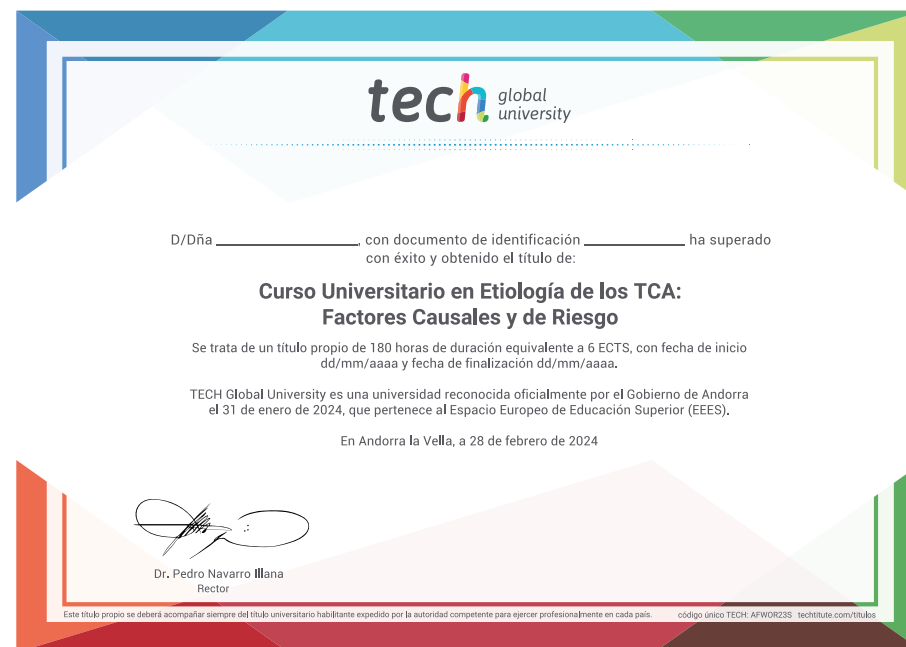 tech global university
D/Dña ____________________, con documento de identificación ______________ ha superado
con éxito y obtenido el título de:
Curso Universitario en Etiología de los TCA:
Factores Causales y de Riesgo
Se trata de un título propio de 180 horas de duración equivalente a 6 ECTS, con fecha de inicio
dd/mm/aaaa y fecha de finalización dd/mm/aaaa.
TECH Global University es una universidad reconocida oficialmente por el Gobierno de Andorra
el 31 de enero de 2024, que pertenece al Espacio Europeo de Educación Superior (EEES).
En Andorra la Vella, a 28 de febrero de 2024
Dr. Pedro Navarro Illana
Rector
Este título propio se deberá acompañar siempre del título universitario habilitante expedido por la autoridad competente para ejercer profesionalmente en cada país. código único TECH: AFWOR23S techtitute.com/titulos